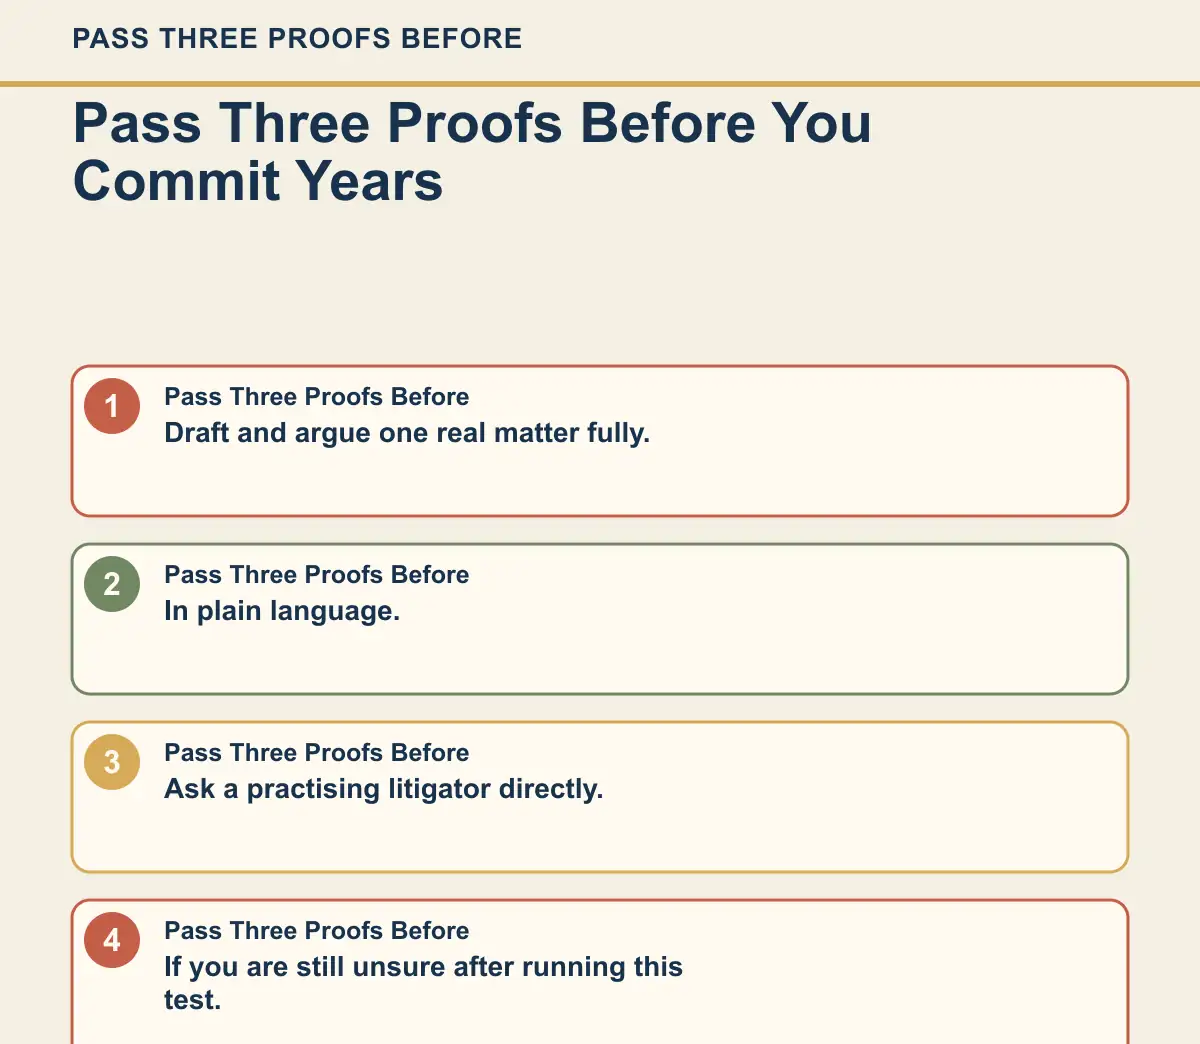 PASS THREE PROOFS BEFORE
Pass Three Proofs Before You
Commit Years
1
Pass Three Proofs Before
Draft and argue one real matter fully.
2
Pass Three Proofs Before
In plain language.
3
Pass Three Proofs Before
Ask a practising litigator directly.
4
Pass Three Proofs Before
If you are still unsure after running this
test.